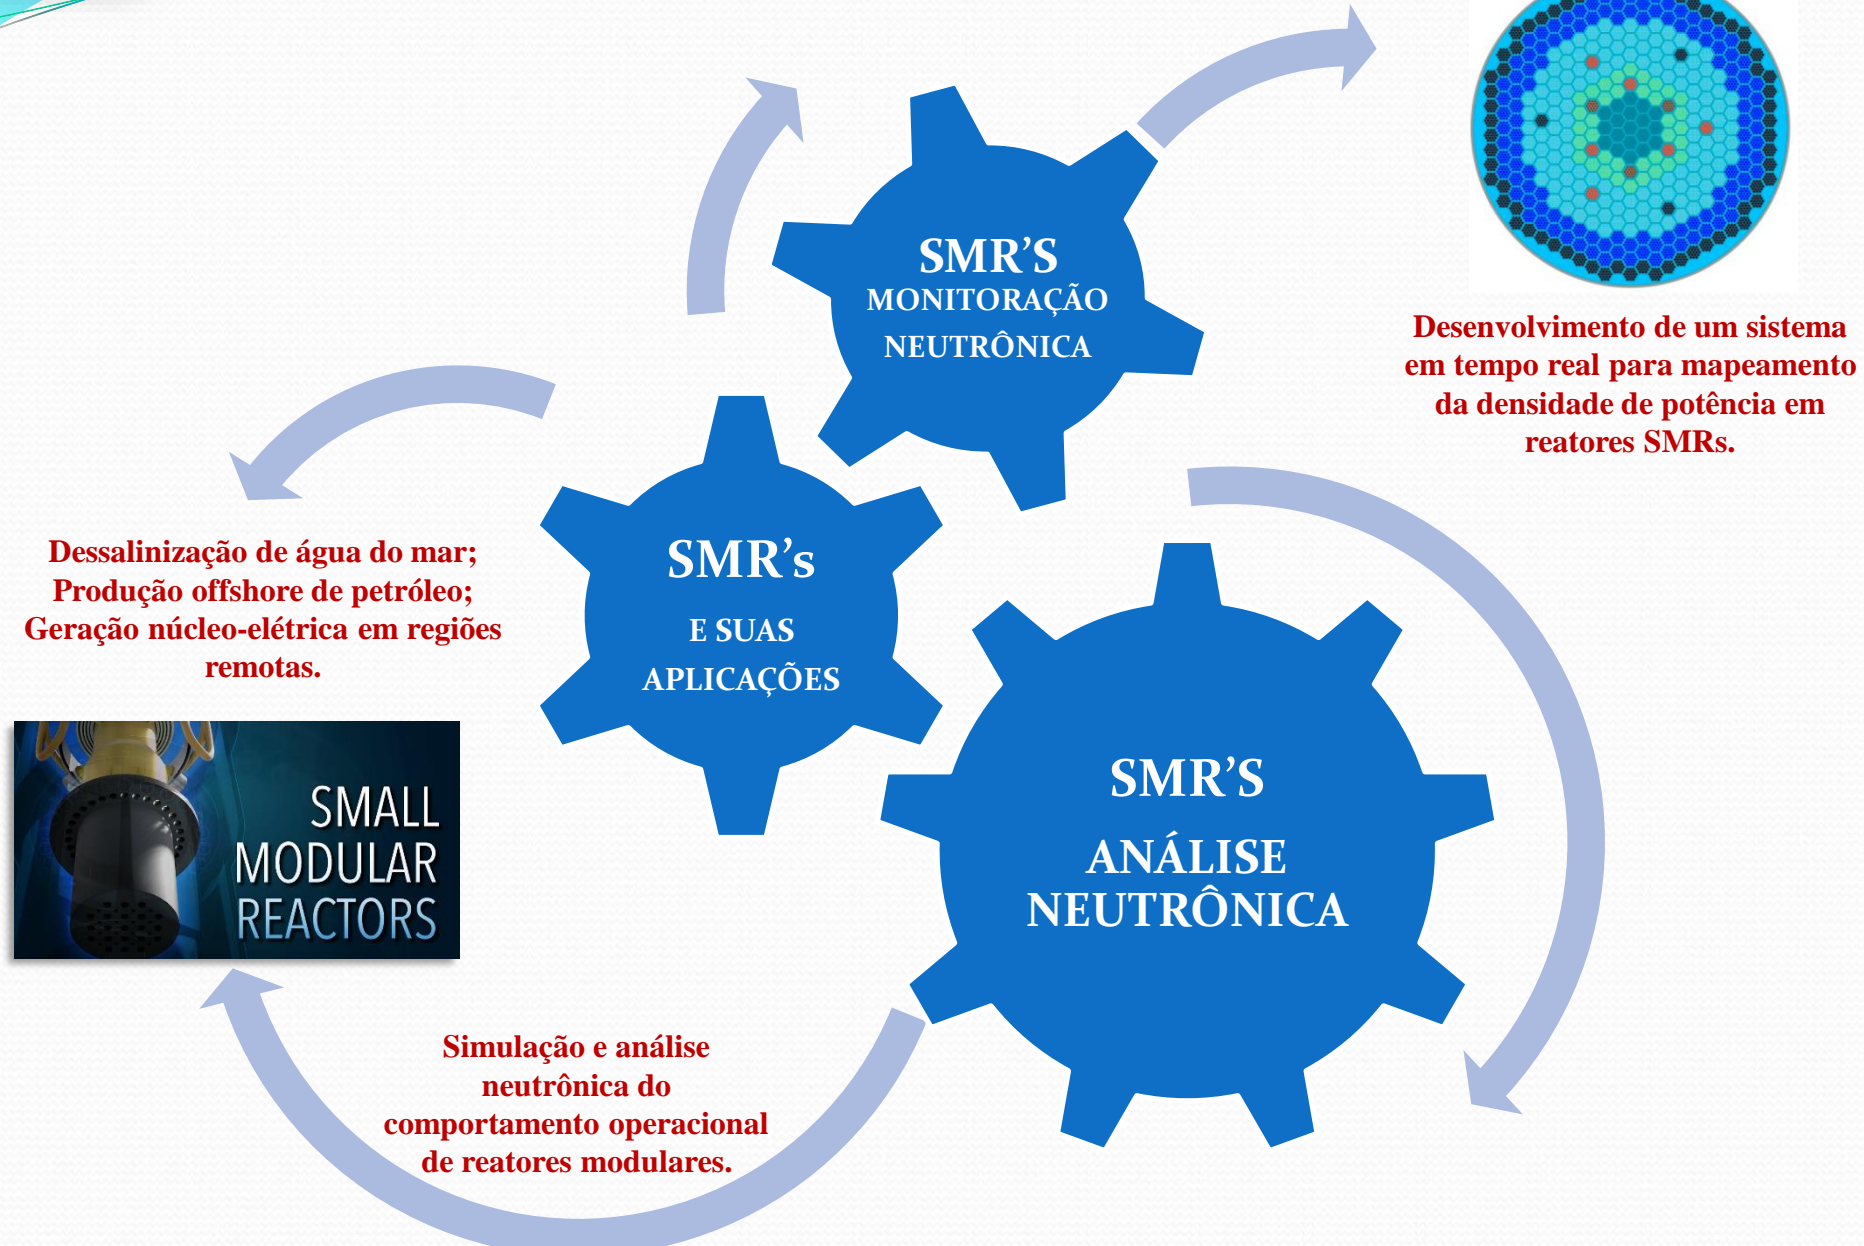 SMR’S
MONITORAÇÃO
NEUTRÔNICA
Desenvolvimento de um sistema
em tempo real para mapeamento
da densidade de potência em
reatores SMRs.
SMR’s
E SUAS
APLICAÇÕES
Dessalinização de água do mar;
Produção offshore de petróleo;
Geração núcleo-elétrica em regiões
remotas.
SMALL
MODULAR
REACTORS
SMR’S
ANÁLISE
NEUTRÔNICA
Simulação e análise
neutrônica do
comportamento operacional
de reatores modulares.